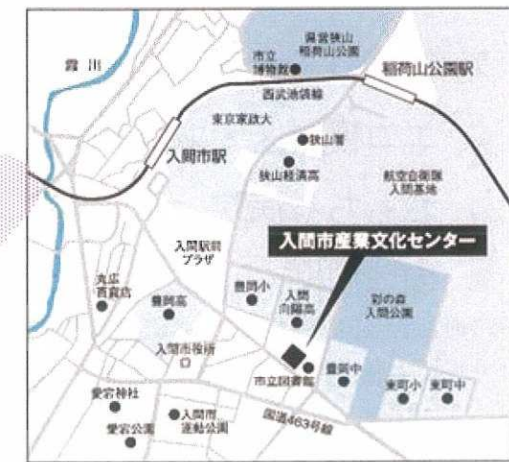 県営狭山
稲荷山公園
市立
博物館
稲荷山公園駅
霞川
西武池袋線
東京家政大
狭山署
入間市駅
狭山経済高
航空自衛隊
入間基地
入間市産業文化センター
入間駅前
プラザ
丸広
百貨店
豊岡高
豊岡小
入間
向陽高
彩の森
入間公園
入間市役所
市立図書館
豊岡中
東町小
東町中
愛宕神社
愛宕公園
入間市
運動公園
国道463号線